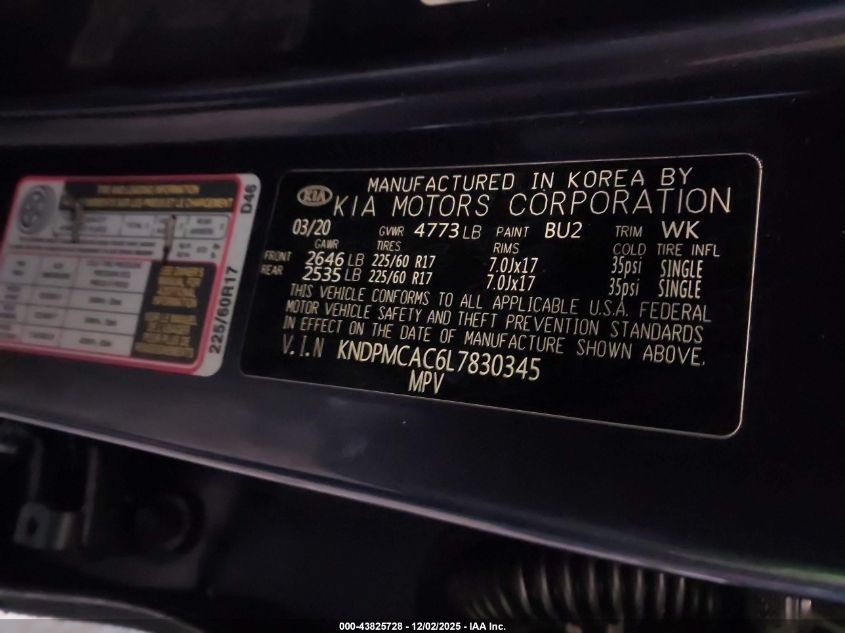 KIA
MANUFACTURED IN KOREA BY
KIA MOTORS CORPORATION
03/20 GVWR 4773 LB PAINT BU2 TRIM WK
GAWR TIRES RIMS COLD TIRE INFL
FRONT 2646 LB 225/60 R17 7.0Jx17 35psi SINGLE
REAR 2535 LB 225/60 R17 7.0Jx17 35psi SINGLE
THIS VEHICLE CONFORMS TO ALL APPLICABLE U.S.A. FEDERAL
MOTOR VEHICLE SAFETY AND THEFT PREVENTION STANDARDS
IN EFFECT ON THE DATE OF MANUFACTURE SHOWN ABOVE.
V.I.N KNDPMCAC6L7830345
MPV
D46
225/60R17
000-43825728 - 12/02/2025 - IAA Inc.